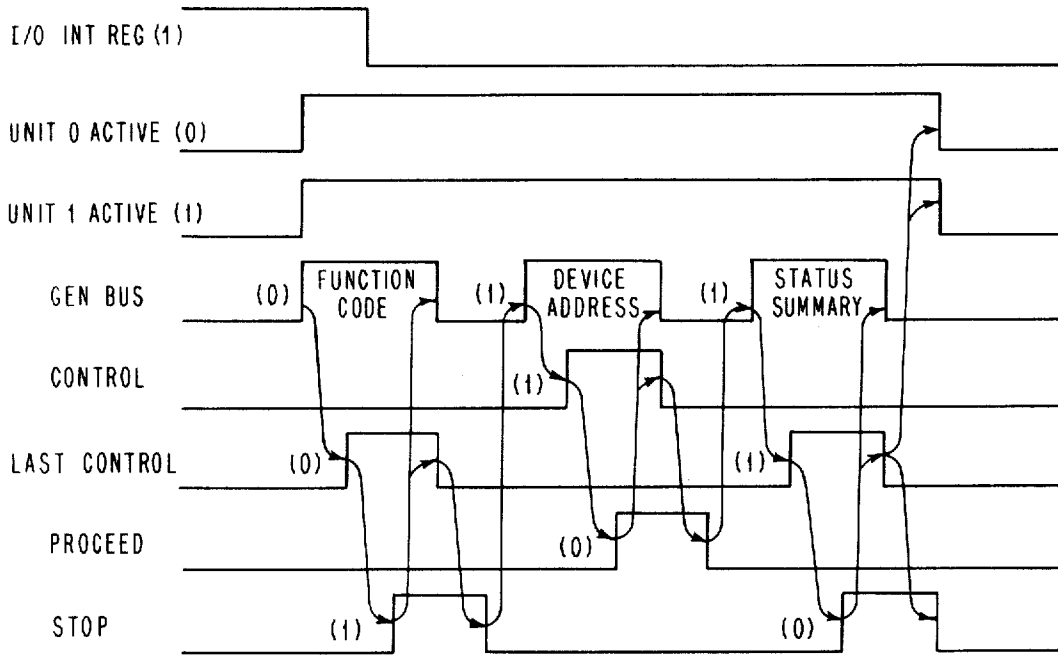 I/O INT REG (1)
UNIT 0 ACTIVE (0)
UNIT 1 ACTIVE (1)
GEN BUS
(0)
FUNCTION
CODE
(1)
DEVICE
ADDRESS
(1)
STATUS
SUMMARY
CONTROL
(1)
LAST CONTROL
(0)
(1)
PROCEED
(0)
STOP
(1)
(0)